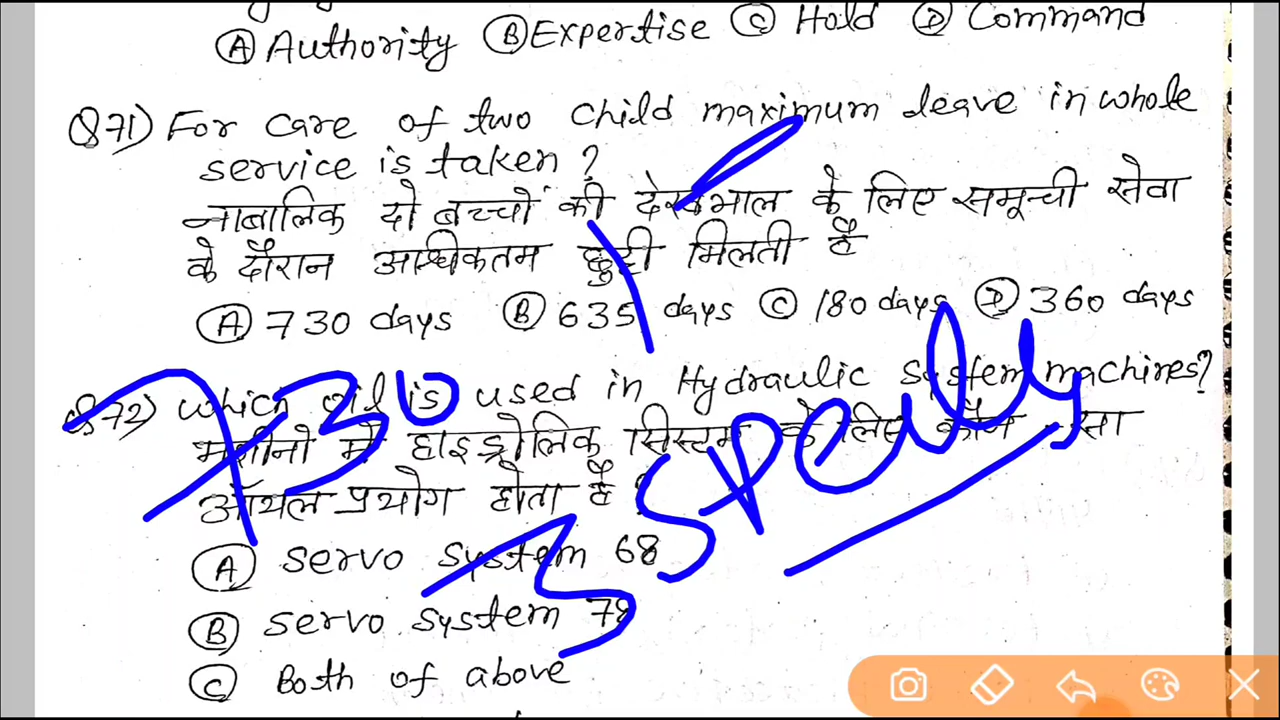 Ⓐ Authority Ⓑ Expertise Ⓒ Hold Ⓓ Command
Q71) For care of two child maximum leave in whole
service is taken ?
नाबालिक दो बच्चों की देखभाल के लिए समूची सेवा
के दौरान अधिकतम छुट्टी मिलती है
Ⓐ 730 days Ⓑ 635 days Ⓒ 180 days Ⓓ 360 days
730
Q.72) which oil is used in Hydraulic system machines?
मशीनो में हाइड्रोलिक सिस्टम के लिए कौन सा
ऑयल प्रयोग होता है ?
3 spells
Ⓐ servo system 68
Ⓑ servo system 78
Ⓒ Both of above